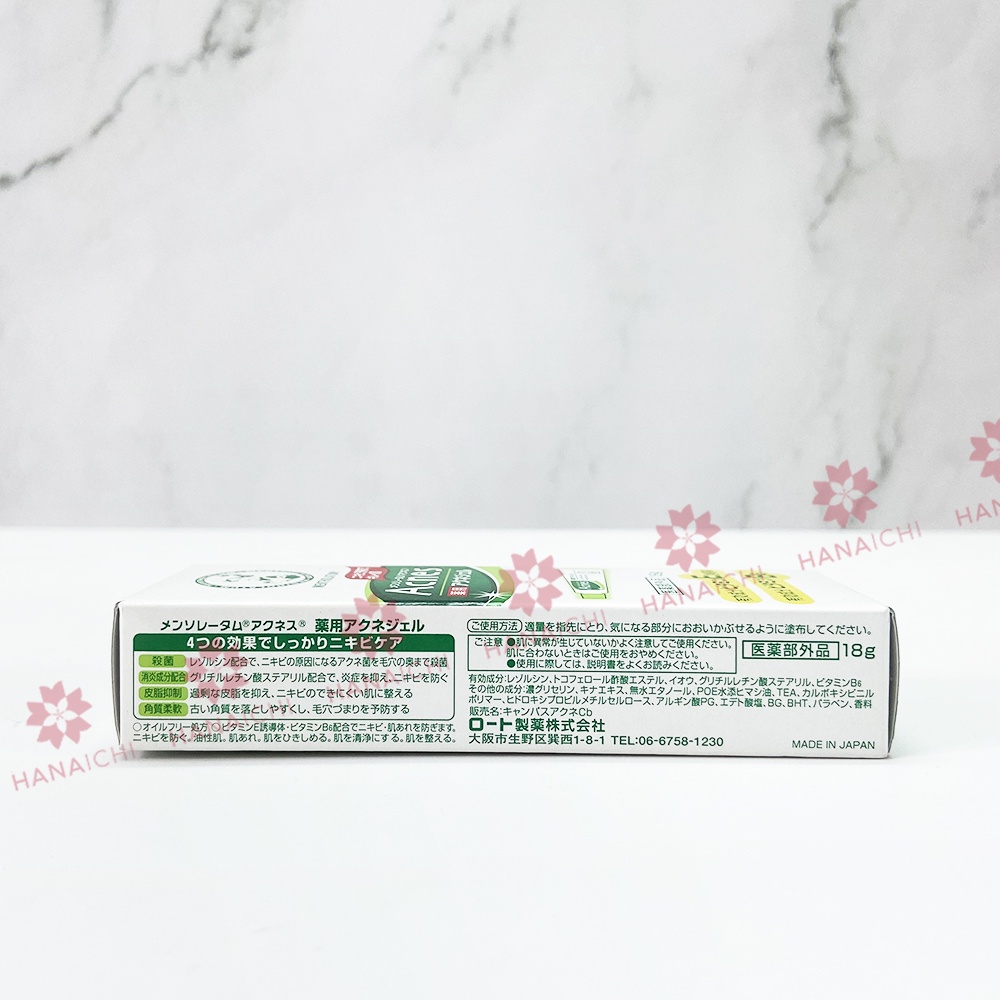 Acnes
メンソレータム®アクネス® 薬用アクネジェル
4つの効果でしっかりニキビケア
殺菌 レゾルシン配合で、ニキビの原因になるアクネ菌を毛穴の奥まで殺菌
消炎成分配合 グリチルレチン酸ステアリル配合で、炎症を抑え、ニキビを防ぐ
皮脂抑制 過剰な皮脂を抑え、ニキビのできにくい肌に整える
角質柔軟 古い角質を落としやすくし、毛穴づまりを予防する
○オイルフリー処方 ○ビタミンE誘導体・ビタミンB6配合でニキビ・肌あれを防ぎます。
ニキビを防ぐ。油性肌。肌あれ。肌をひきしめる。肌を清浄にする。肌を整える。
ご使用方法 適量を指先にとり、気になる部分におおいかぶせるように塗布してください。
ご注意 ●肌に異常が生じていないかよく注意してご使用ください。
肌に合わないときはご使用をおやめください。
●使用に際しては、説明書をよくお読みください。
医薬部外品 18g
有効成分:レゾルシン、トコフェロール酢酸エステル、イオウ、グリチルレチン酸ステアリル、ビタミンB6
その他の成分:濃グリセリン、キナエキス、無水エタノール、POE水添ヒマシ油、TEA、カルボキシビニル
ポリマー、ヒドロキシプロピルメチルセルロース、アルギン酸PG、エデト酸塩、BG、BHT、パラベン、香料
販売名:キャンパスアクネCb
ロート製薬株式会社
大阪市生野区巽西1-8-1 TEL:06-6758-1230
MADE IN JAPAN
HANAICHI
HANAICHI
HANAICHI
HANAICHI
HANAICHI
HANAICHI
HANAICHI